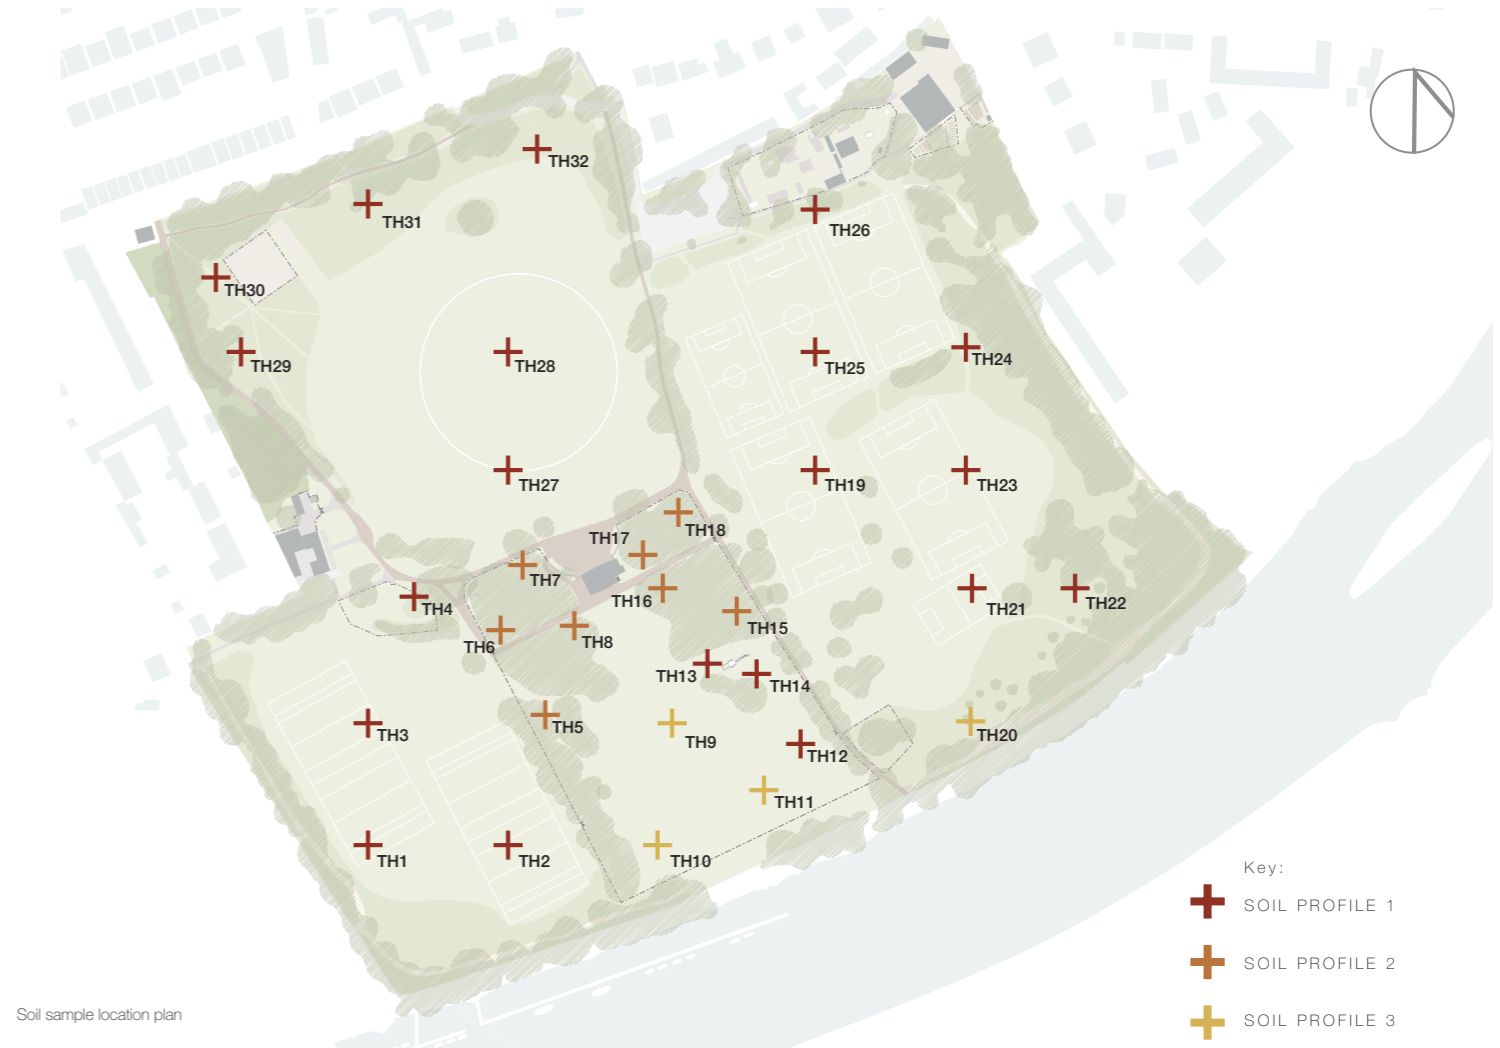 TH32
TH31
TH26
TH30
TH29
TH28
TH25
TH24
TH27
TH19
TH23
TH18
TH17
TH7
TH16
TH4
TH21
TH22
TH15
TH6
TH8
TH13
TH14
TH5
TH3
TH9
TH20
TH12
TH11
TH1
TH2
TH10
Key:
SOIL PROFILE 1
SOIL PROFILE 2
SOIL PROFILE 3
Soil sample location plan